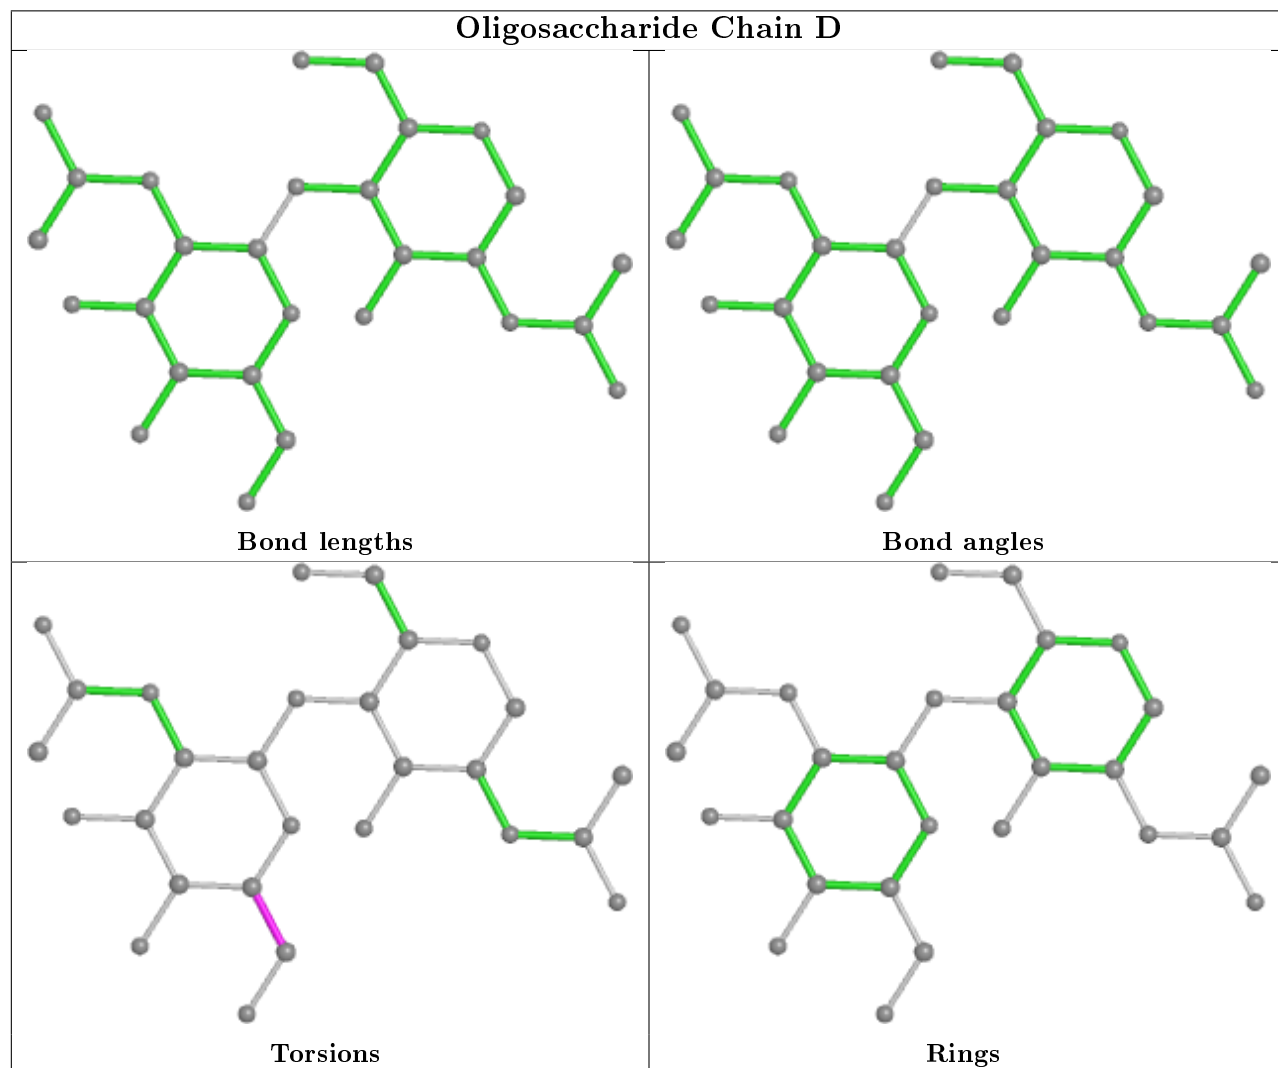 Oligosaccharide Chain D
Bond lengths
Bond angles
Torsions
Rings